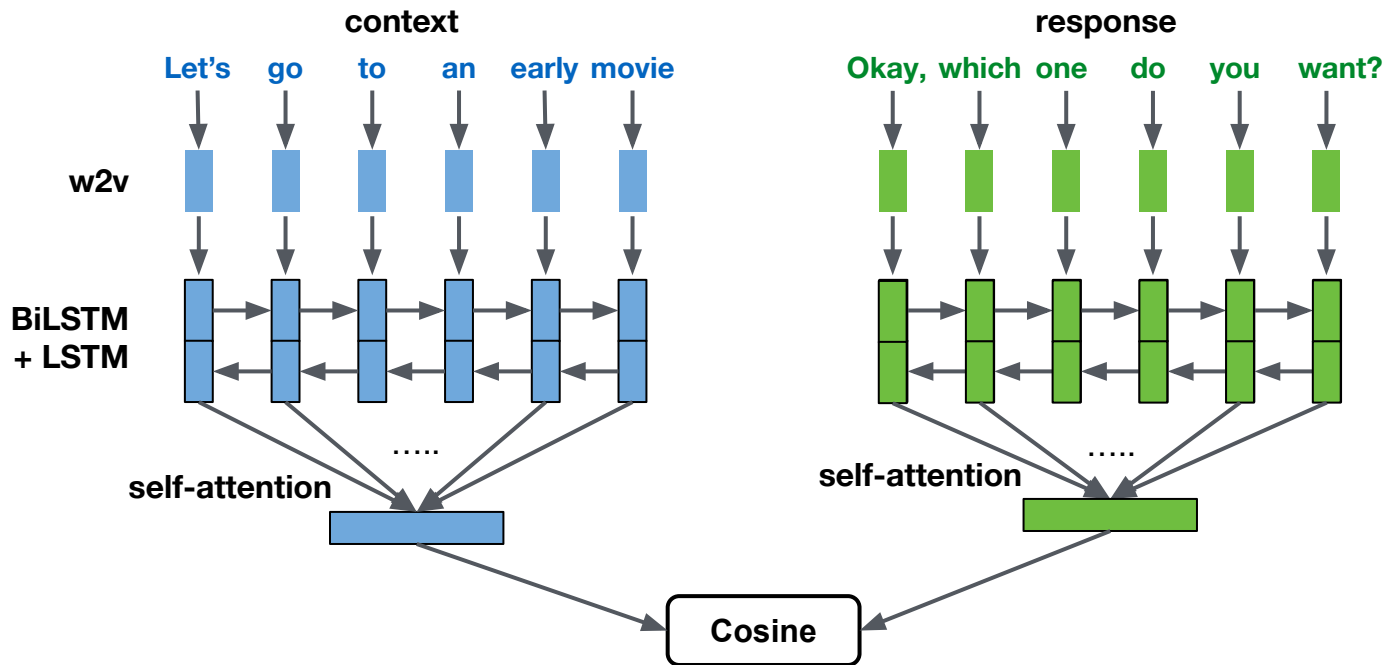 context
response
Let's go to an early movie
Okay, which one do you want?
w2v
BiLSTM
+ LSTM
.....
.....
self-attention
self-attention
Cosine